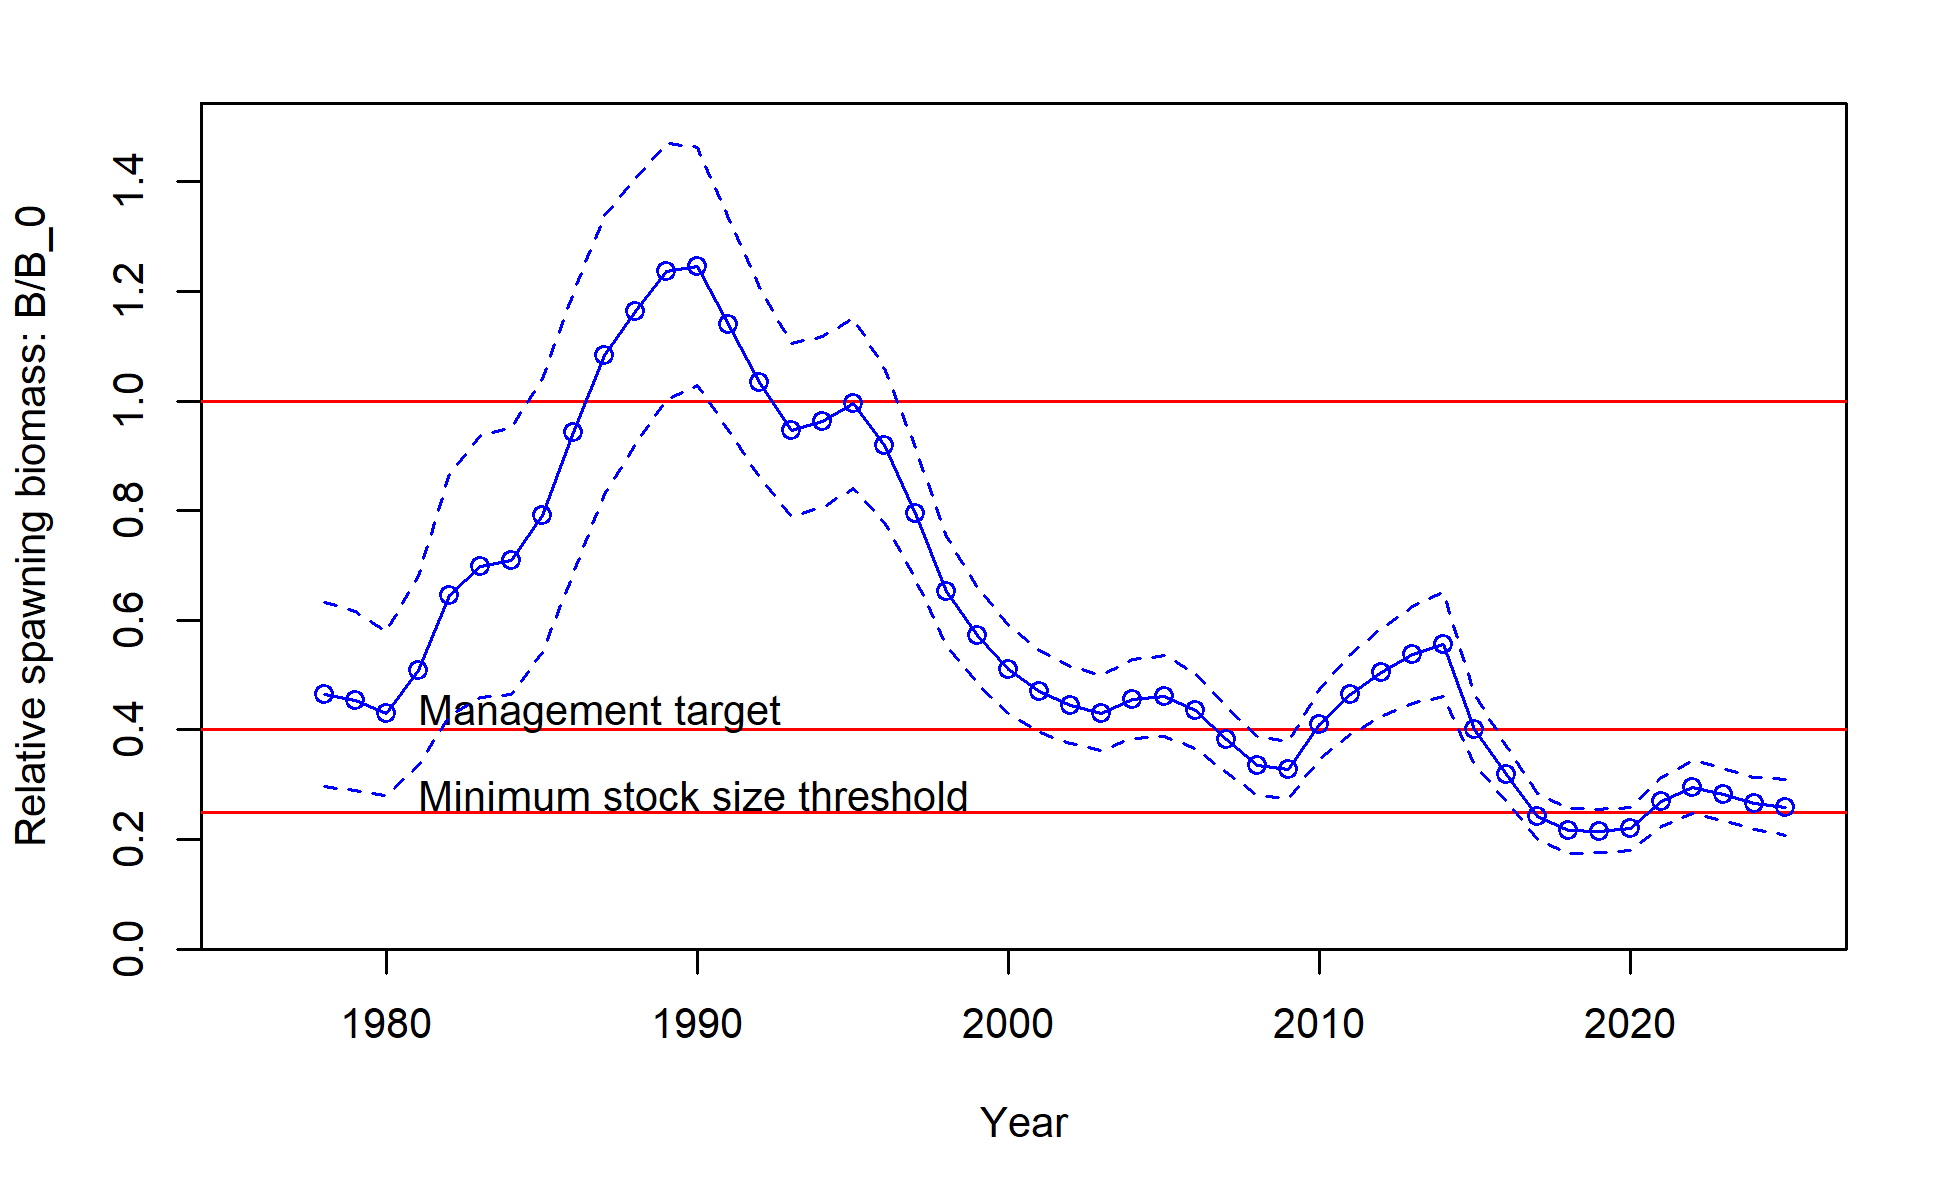 Relative spawning biomass: B/B_0
1.4
1.2
1.0
0.8
0.6
0.4
0.2
0.0
Management target
Minimum stock size threshold
1980 1990 2000 2010 2020
Year